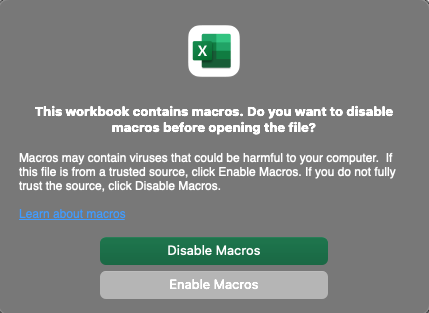 X
This workbook contains macros. Do you want to disable
macros before opening the file?
Macros may contain viruses that could be harmful to your computer.  If
this file is from a trusted source, click Enable Macros. If you do not fully
trust the source, click Disable Macros.
Learn about macros
Disable Macros
Enable Macros